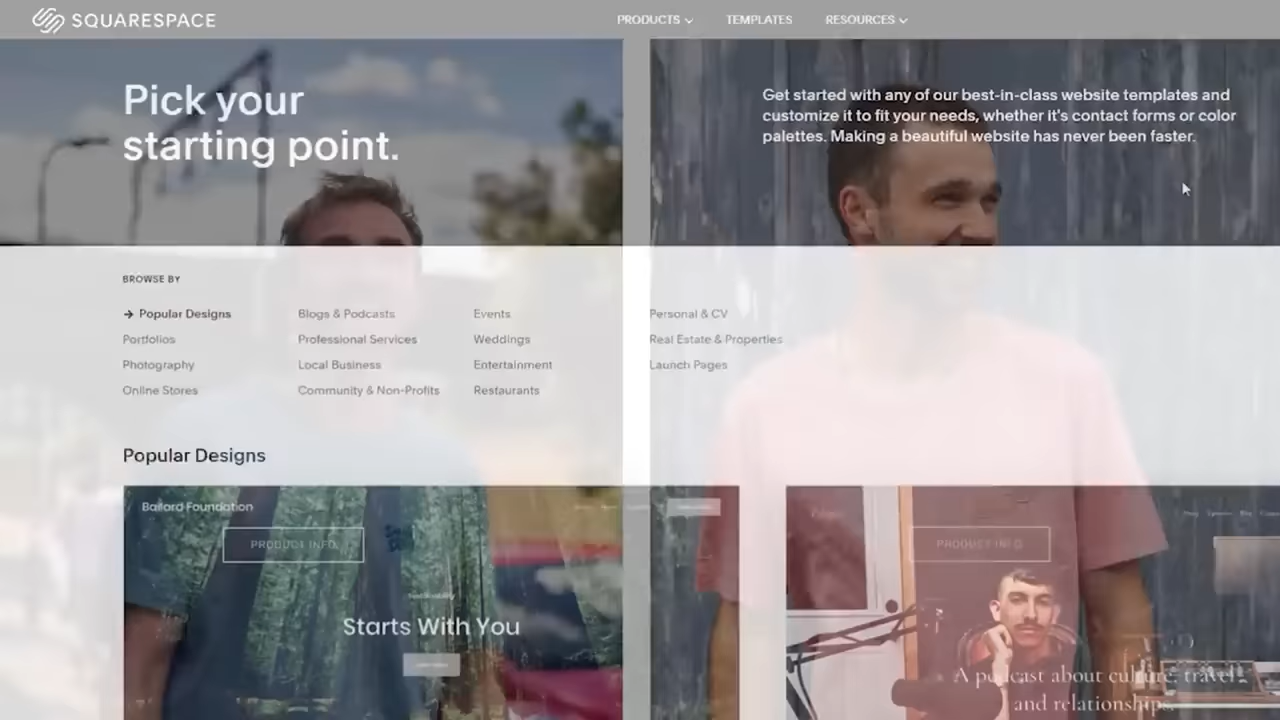 SQUARESPACE
PRODUCTS
TEMPLATES
RESOURCES
Pick your
starting point.
Get started with any of our best-in-class website templates and
customize it to fit your needs, whether it's contact forms or color
palettes. Making a beautiful website has never been faster.
BROWSE BY
Popular Designs
Portfolios
Photography
Online Stores
Blogs & Podcasts
Professional Services
Local Business
Community & Non-Profits
Events
Weddings
Entertainment
Restaurants
Personal & CV
Real Estate & Properties
Launch Pages
Popular Designs
Bailard Foundation
PRODUCT INFO
Starts With You
PRODUCT INFO
A podcast about culture, travel
and relationships.